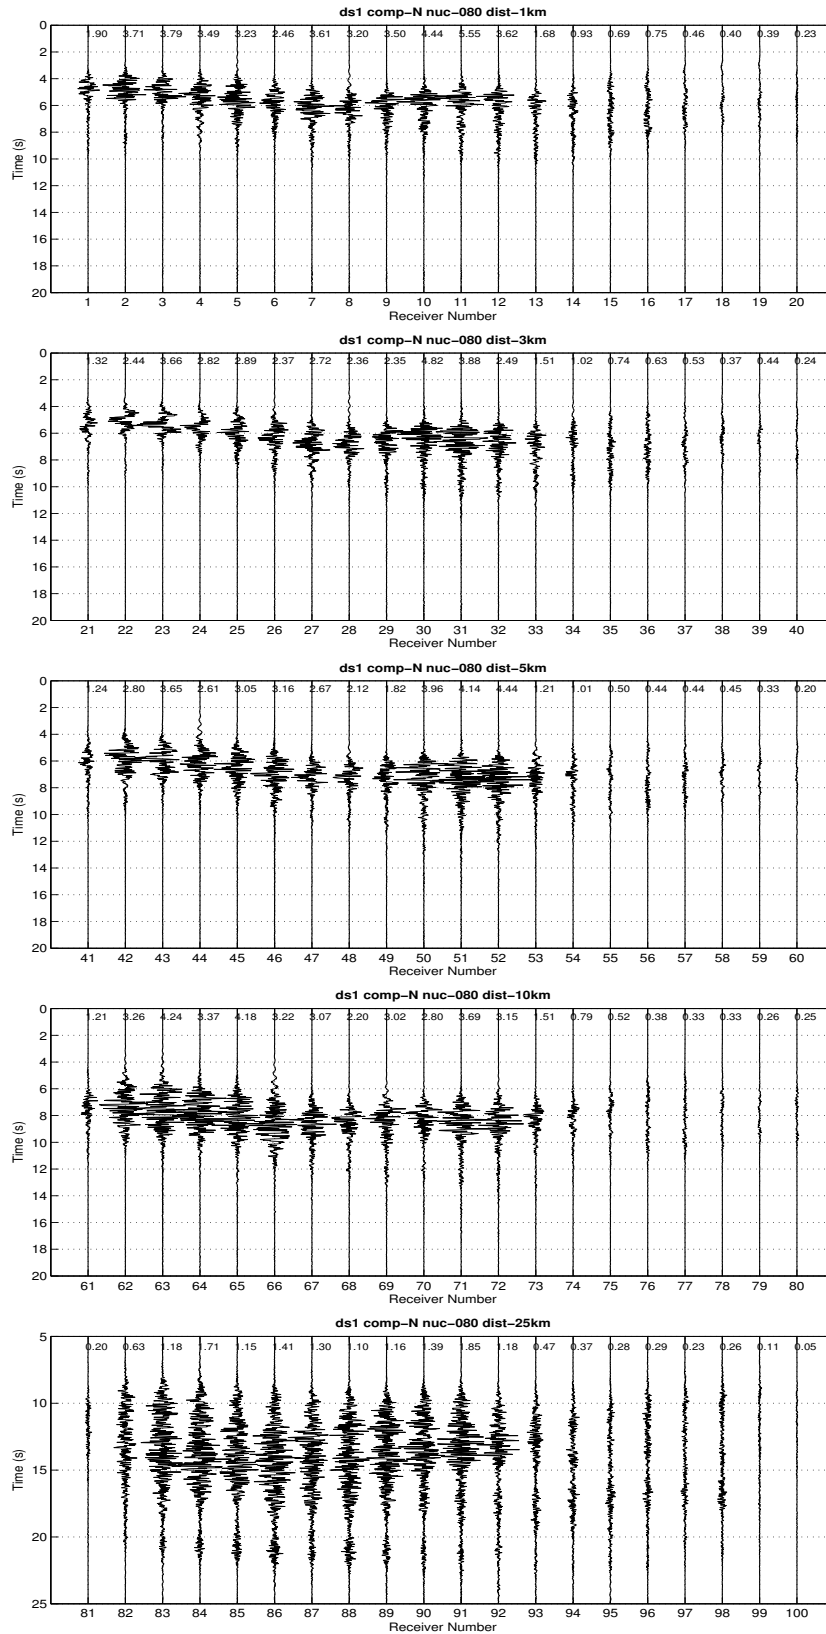 ds1 comp−N nuc−080 dist−1km
1.90 3.71 3.79 3.49 3.23 2.46 3.61 3.20 3.50 4.44 5.55 3.62 1.68 0.93 0.69 0.75 0.46 0.40 0.39 0.23
0
2
4
6
8
10
12
14
16
18
20
Time (s)
1 2 3 4 5 6 7 8 9 10 11 12 13 14 15 16 17 18 19 20
Receiver Number
ds1 comp−N nuc−080 dist−3km
1.32 2.44 3.66 2.82 2.89 2.37 2.72 2.36 2.35 4.82 3.88 2.49 1.51 1.02 0.74 0.63 0.53 0.37 0.44 0.24
0
2
4
6
8
10
12
14
16
18
20
Time (s)
21 22 23 24 25 26 27 28 29 30 31 32 33 34 35 36 37 38 39 40
Receiver Number
ds1 comp−N nuc−080 dist−5km
1.24 2.80 3.65 2.61 3.05 3.16 2.67 2.12 1.82 3.96 4.14 4.44 1.21 1.01 0.50 0.44 0.44 0.45 0.33 0.20
0
2
4
6
8
10
12
14
16
18
20
Time (s)
41 42 43 44 45 46 47 48 49 50 51 52 53 54 55 56 57 58 59 60
Receiver Number
ds1 comp−N nuc−080 dist−10km
1.21 3.26 4.24 3.37 4.18 3.22 3.07 2.20 3.02 2.80 3.69 3.15 1.51 0.79 0.52 0.38 0.33 0.33 0.26 0.25
0
2
4
6
8
10
12
14
16
18
20
Time (s)
61 62 63 64 65 66 67 68 69 70 71 72 73 74 75 76 77 78 79 80
Receiver Number
ds1 comp−N nuc−080 dist−25km
0.20 0.63 1.18 1.71 1.15 1.41 1.30 1.10 1.16 1.39 1.85 1.18 0.47 0.37 0.28 0.29 0.23 0.26 0.11 0.05
5
10
15
20
25
Time (s)
81 82 83 84 85 86 87 88 89 90 91 92 93 94 95 96 97 98 99 100
Receiver Number